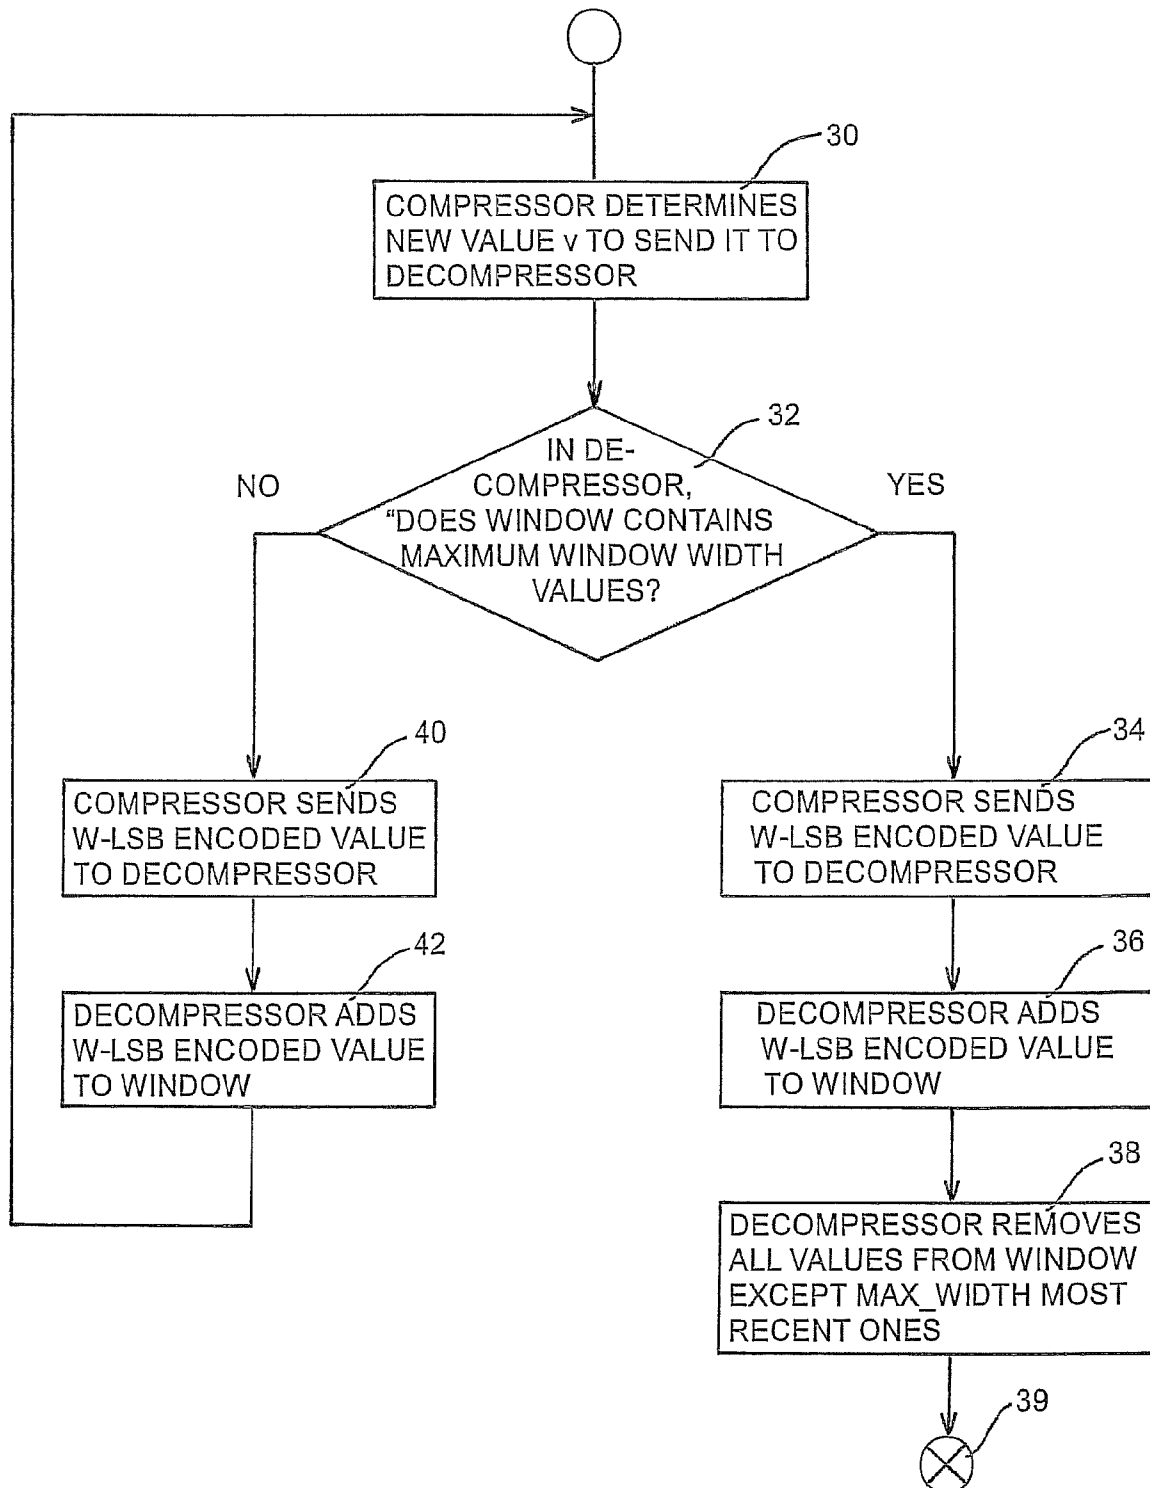 30
COMPRESSOR DETERMINES
NEW VALUE v TO SEND IT TO
DECOMPRESSOR
32
IN DE-
COMPRESSOR,
“DOES WINDOW CONTAINS
MAXIMUM WINDOW WIDTH
VALUES?
NO
YES
40
COMPRESSOR SENDS
W-LSB ENCODED VALUE
TO DECOMPRESSOR
42
DECOMPRESSOR ADDS
W-LSB ENCODED VALUE
TO WINDOW
34
COMPRESSOR SENDS
W-LSB ENCODED VALUE
TO DECOMPRESSOR
36
DECOMPRESSOR ADDS
W-LSB ENCODED VALUE
TO WINDOW
38
DECOMPRESSOR REMOVES
ALL VALUES FROM WINDOW
EXCEPT MAX_WIDTH MOST
RECENT ONES
39